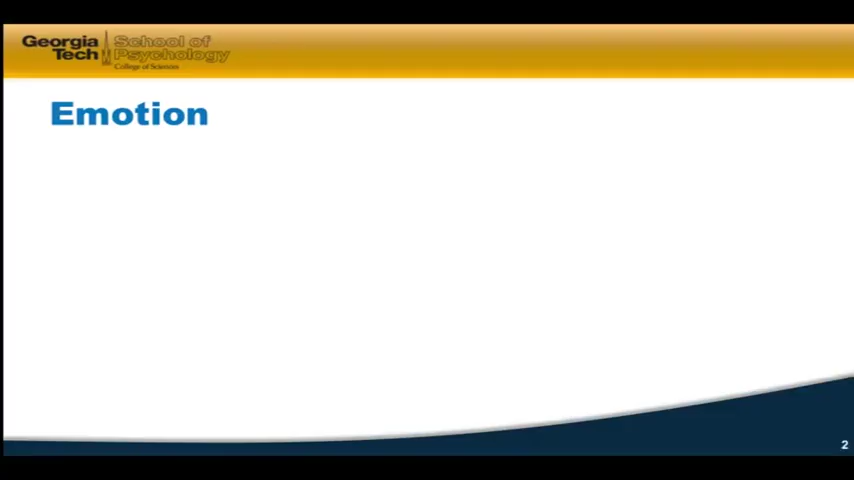 Georgia Tech
School of Psychology
College of Sciences
Emotion
2